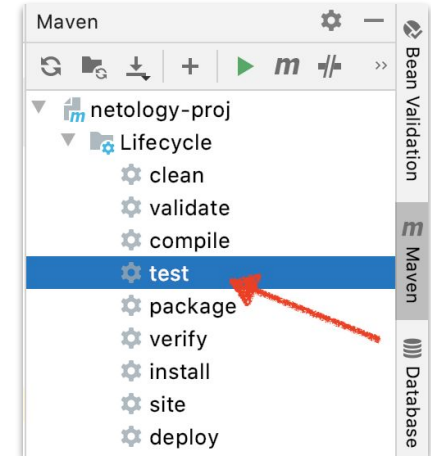 Maven
m
»
netology-proj
Lifecycle
clean
validate
compile
test
package
verify
install
site
deploy
Bean Validation
m
Maven
Database